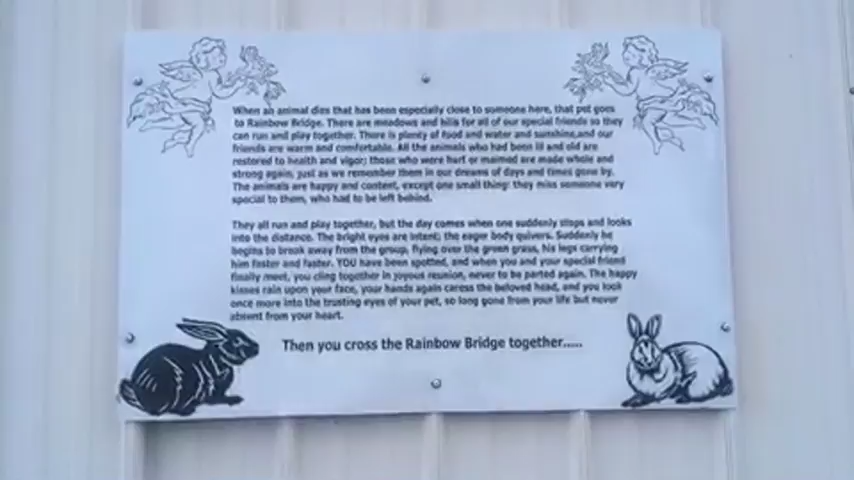 When an animal dies that has been especially close to someone here, that pet goes
to Rainbow Bridge. There are meadows and hills for all of our special friends so they
can run and play together. There is plenty of food and water and sunshine,and our
friends are warm and comfortable. All the animals who had been ill and old are
restored to health and vigor; those who were hurt or maimed are made whole and
strong again, just as we remember them in our dreams of days and times gone by.
The animals are happy and content, except one small thing: they miss someone very
special to them, who had to be left behind.
They all run and play together, but the day comes when one suddenly stops and looks
into the distance. The bright eyes are intent; the eager body quivers. Suddenly he
begins to break away from the group, flying over the green grass, his legs carrying
him faster and faster. YOU have been spotted, and when you and your special friend
finally meet, you cling together in joyous reunion, never to be parted again. The happy
kisses rain upon your face, your hands again caress the beloved head, and you look
once more into the trusting eyes of your pet, so long gone from your life but never
absent from your heart.
Then you cross the Rainbow Bridge together.....